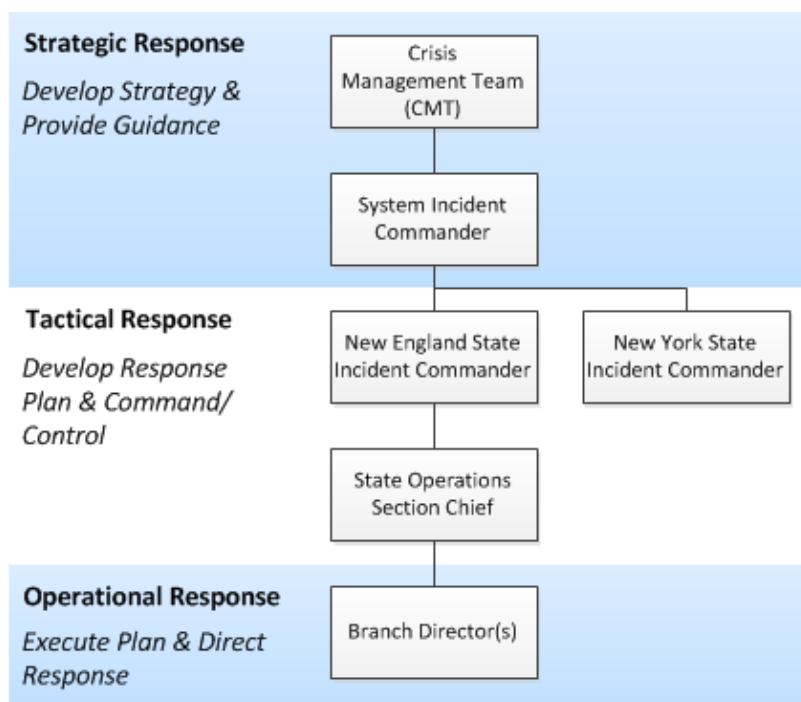 Strategic Response
Develop Strategy &
Provide Guidance
Crisis
Management Team
(CMT)
System Incident
Commander
Tactical Response
Develop Response
Plan & Command/
Control
New England State
Incident Commander
New York State
Incident Commander
State Operations
Section Chief
Operational Response
Execute Plan & Direct
Response
Branch Director(s)